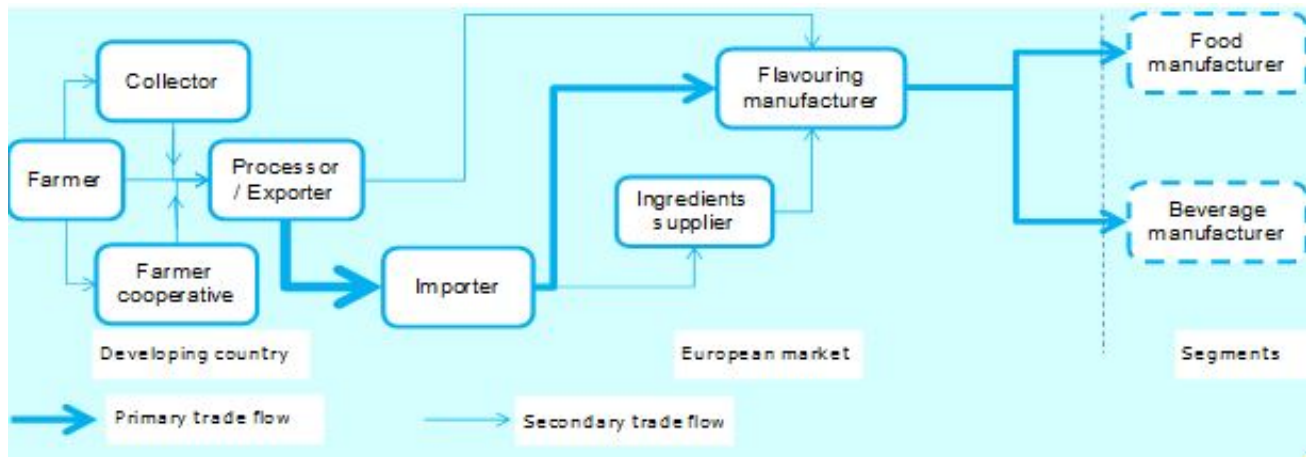 Collector
Farmer
Processor
/ Exporter
Farmer
cooperative
Importer
Ingredients
supplier
Flavouring
manufacturer
Food
manufacturer
Beverage
manufacturer
Developing country
European market
Segments
Primary trade flow
Secondary trade flow